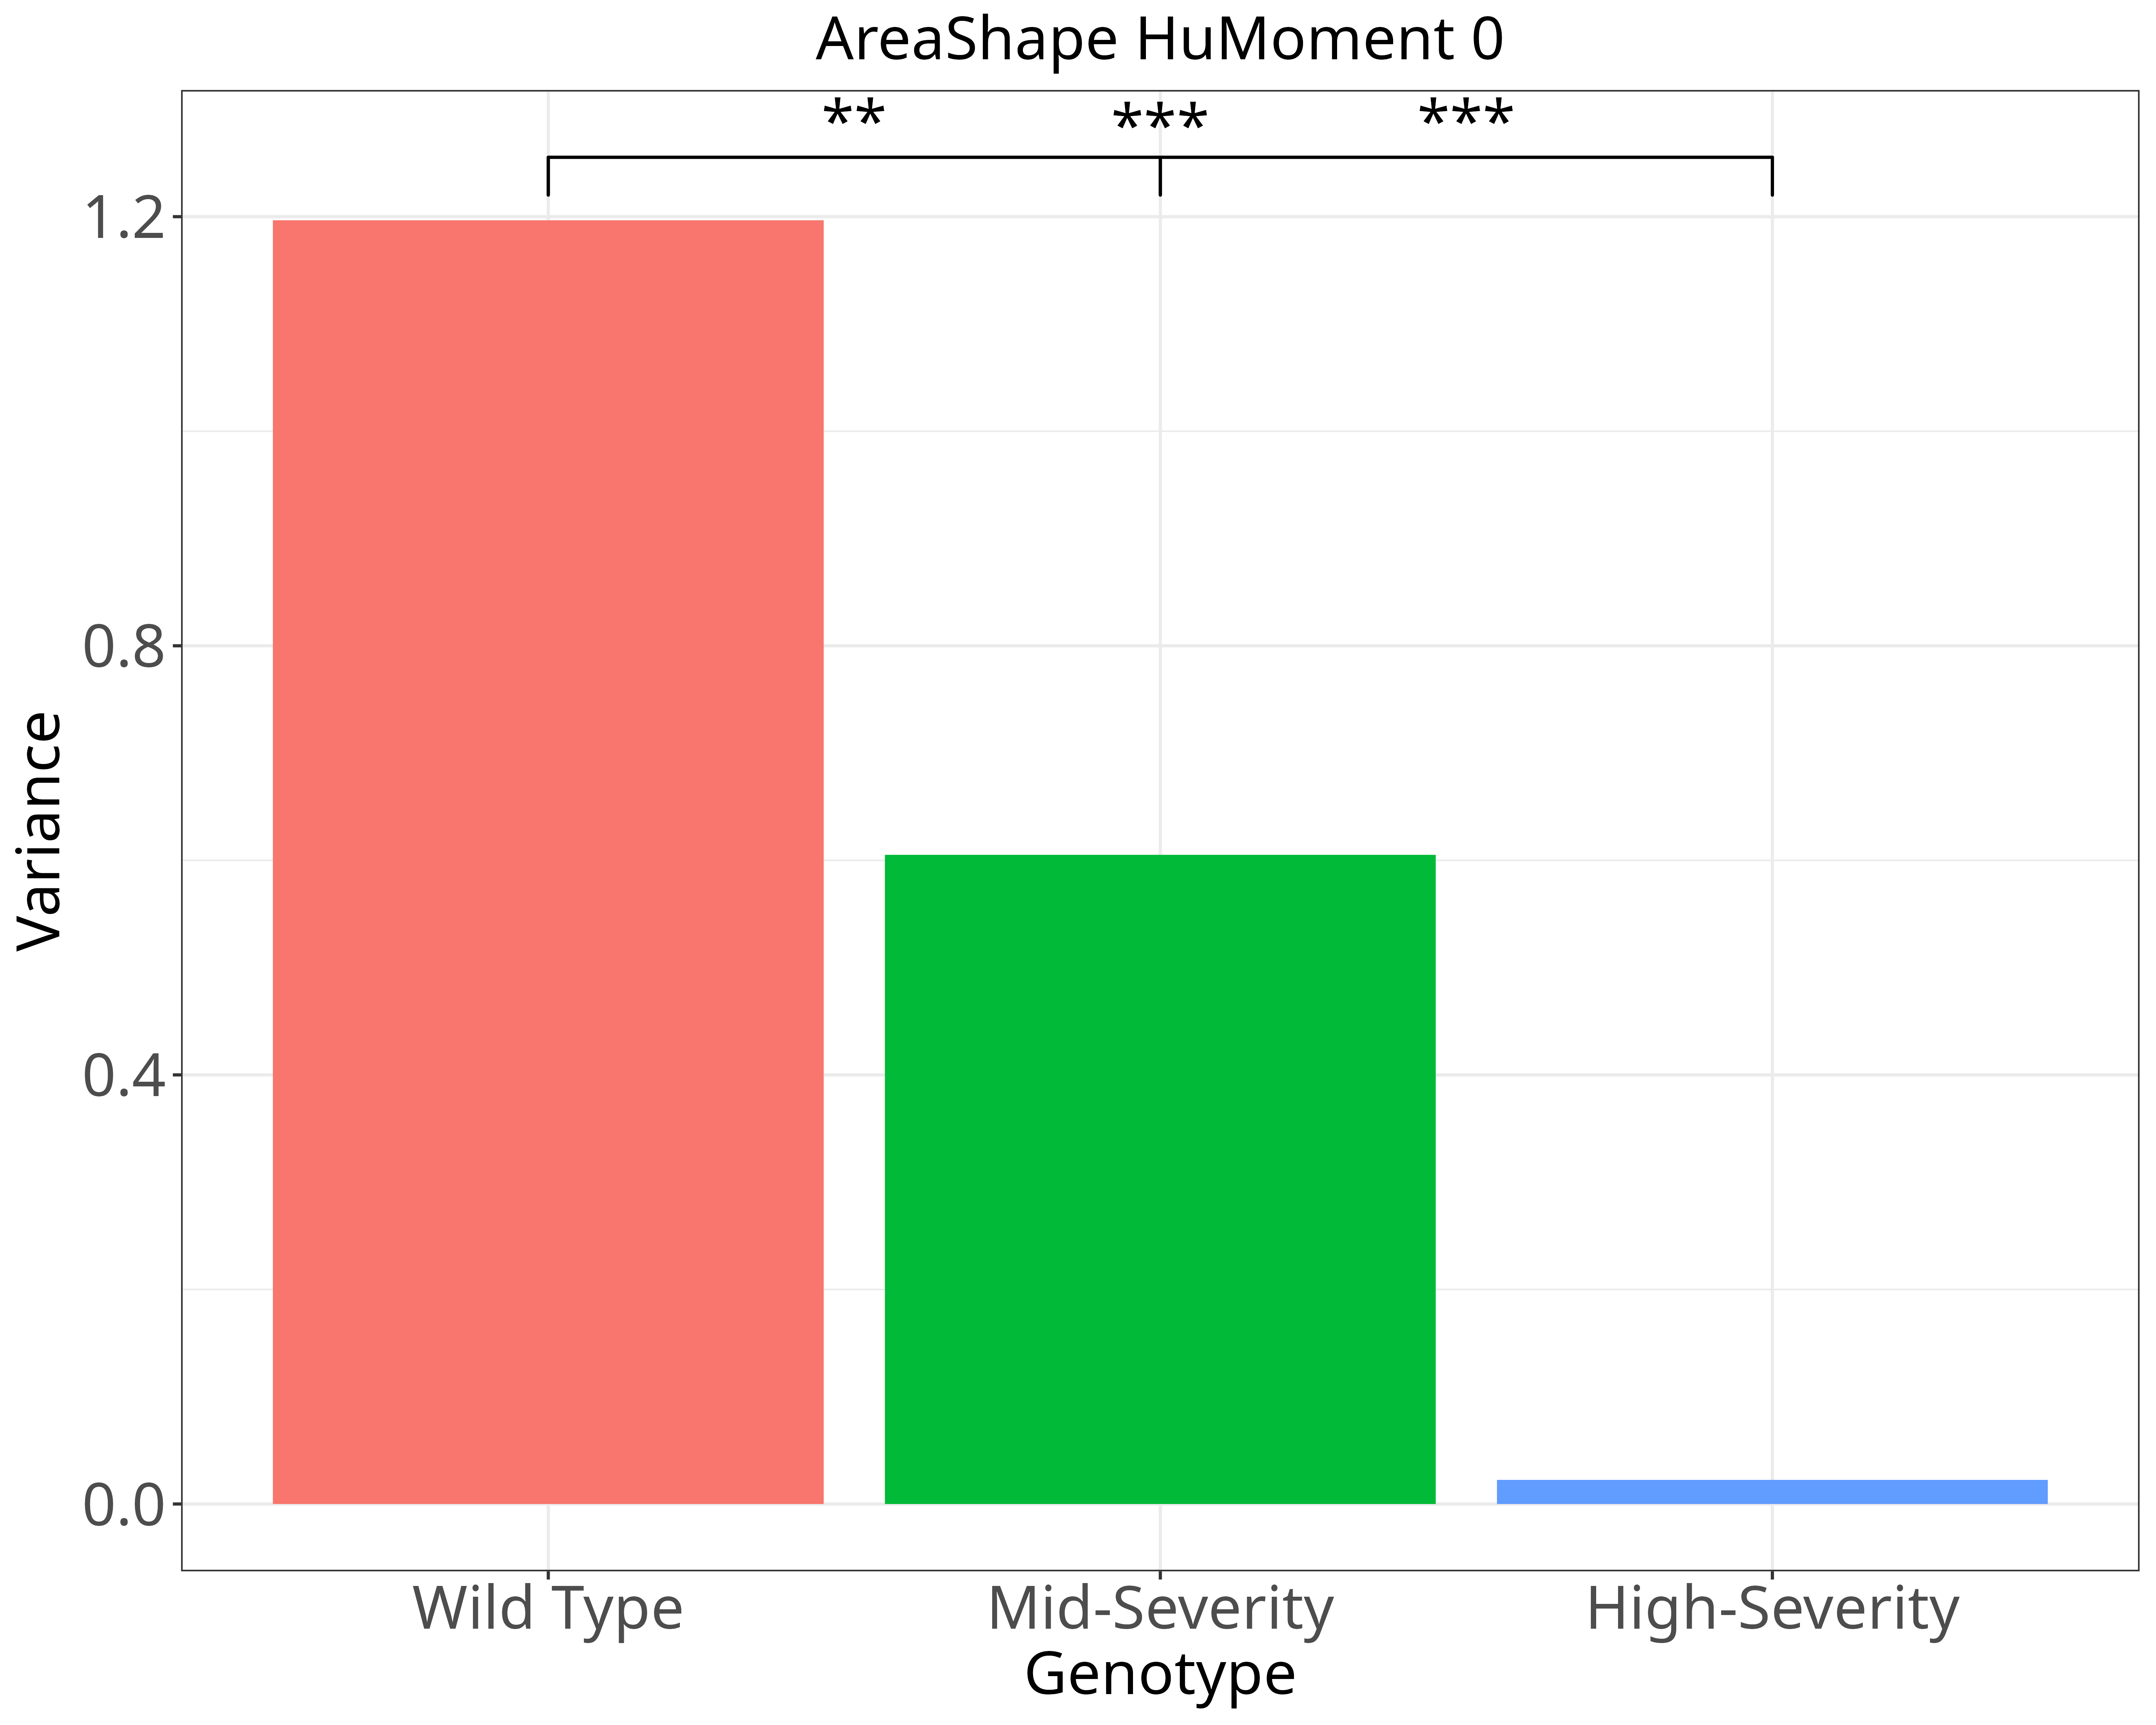 AreaShape HuMoment 0
** *** ***
1.2
0.8
0.4
0.0
Variance
Wild Type Mid-Severity High-Severity
Genotype